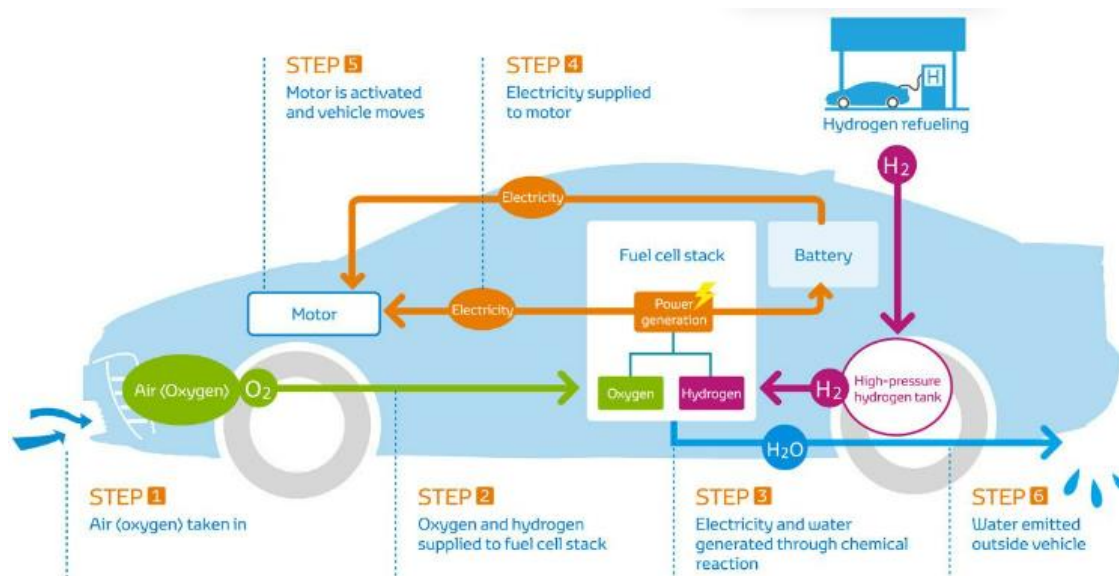 STEP 5
Motor is activated
and vehicle moves
STEP 4
Electricity supplied
to motor
H
Hydrogen refueling
H₂
Electricity
Fuel cell stack
Battery
Motor
Electricity
Power
generation
Air (Oxygen)
O₂
Oxygen
Hydrogen
H₂
High-pressure
hydrogen tank
H₂O
STEP 1
Air (oxygen) taken in
STEP 2
Oxygen and hydrogen
supplied to fuel cell stack
STEP 3
Electricity and water
generated through chemical
reaction
STEP 6
Water emitted
outside vehicle